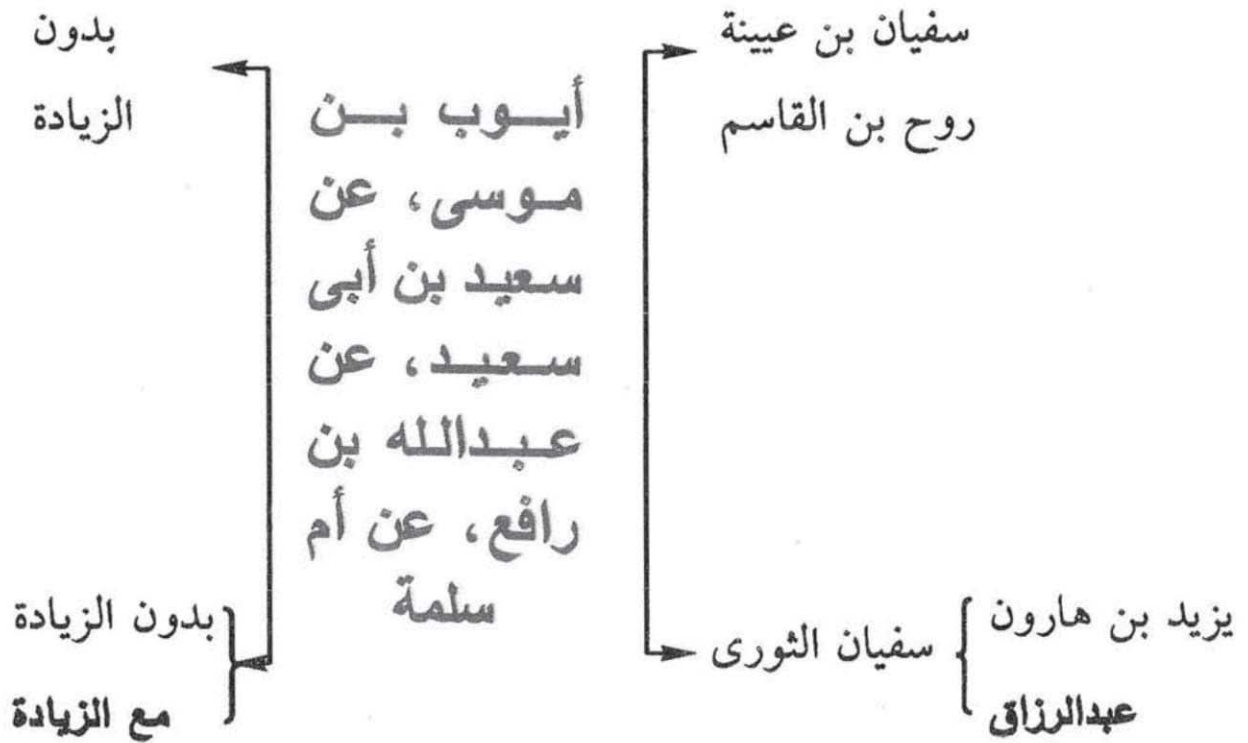 سفيان بن عيينة
روح بن القاسم
يزيد بن هارون
عبدالرزاق
سفيان الثورى
أيوب بن
موسى، عن
سعيد بن أبى
سعيد، عن
عبدالله بن
رافع، عن أم
سلمة
بدون
الزيادة
بدون الزيادة
مع الزيادة